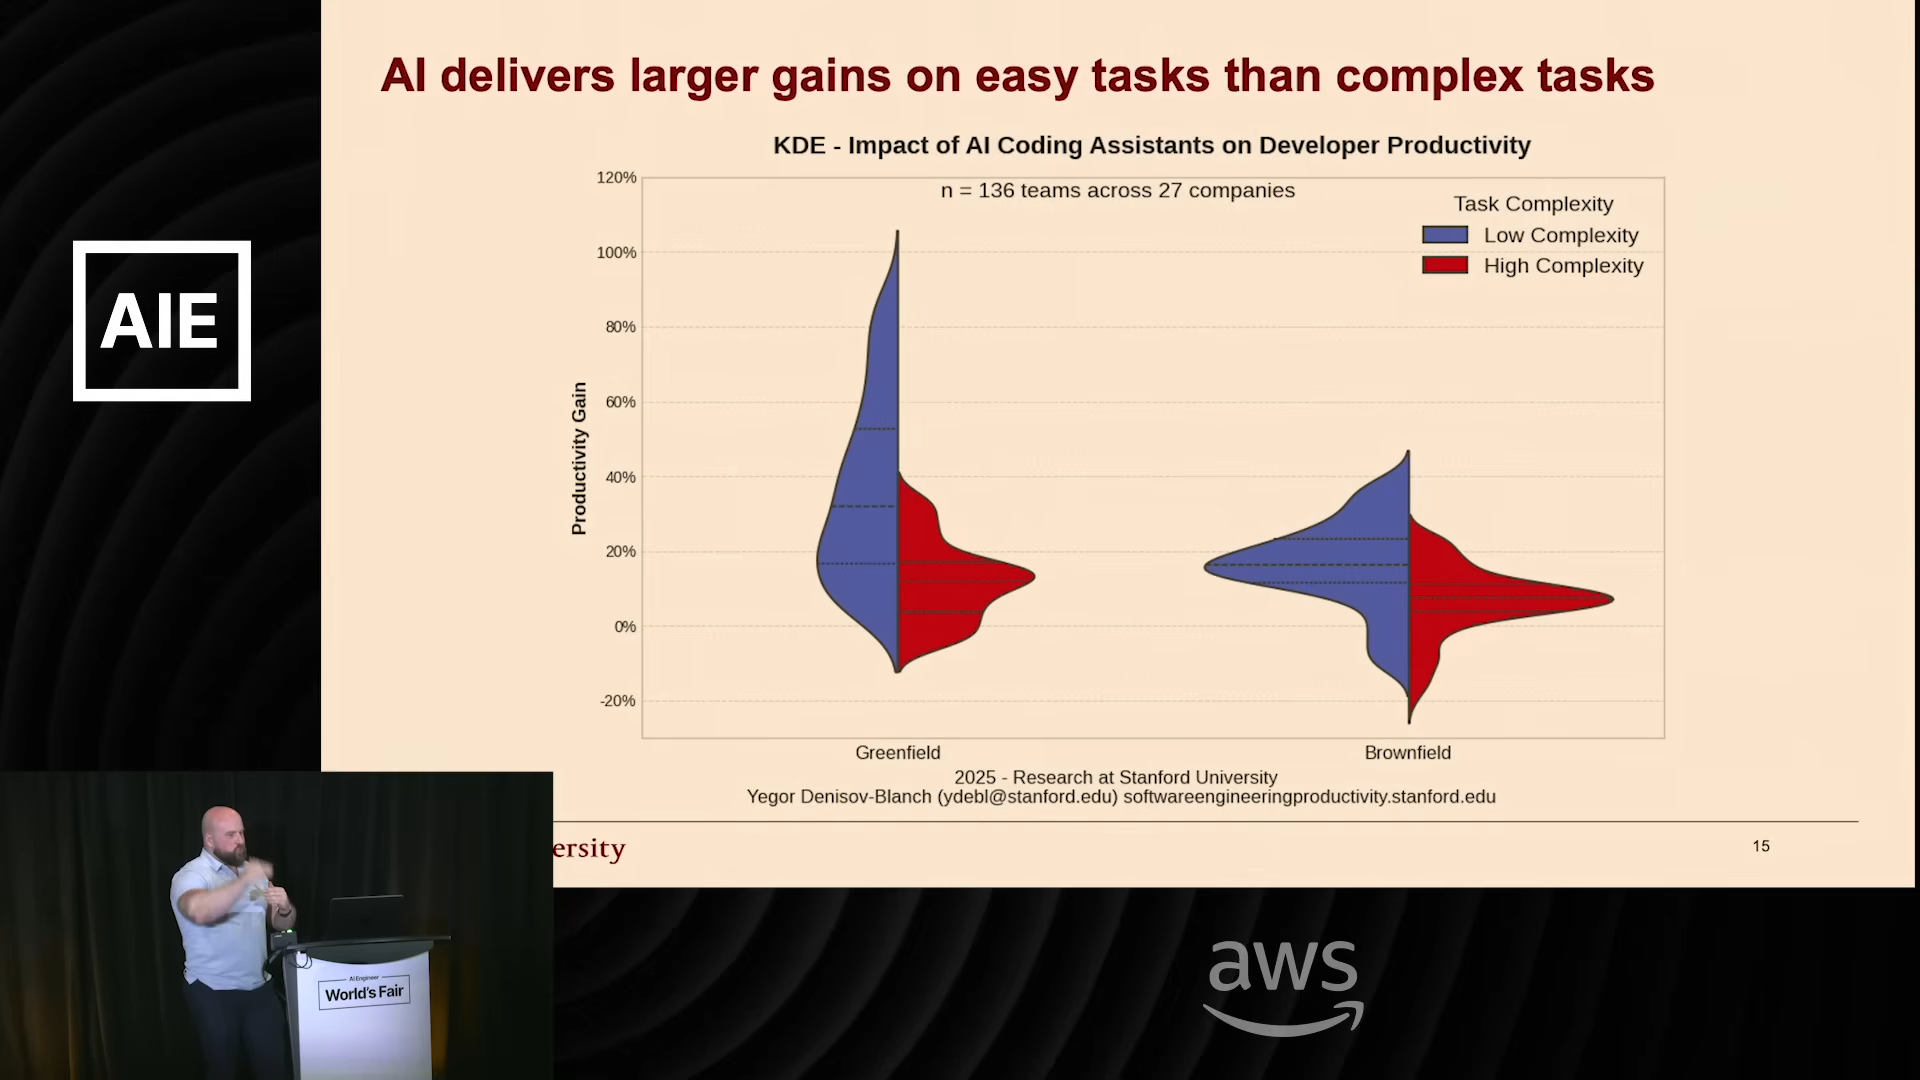 AI delivers larger gains on easy tasks than complex tasks
KDE - Impact of AI Coding Assistants on Developer Productivity
n = 136 teams across 27 companies
Task Complexity
Low Complexity
High Complexity
120%
100%
80%
60%
40%
20%
0%
-20%
Productivity Gain
Greenfield
Brownfield
2025 - Research at Stanford University
Yegor Denisov-Blanch (ydebl@stanford.edu) softwareengineeringproductivity.stanford.edu
ersity
15
AIE
AI Engineer
World's Fair
aws